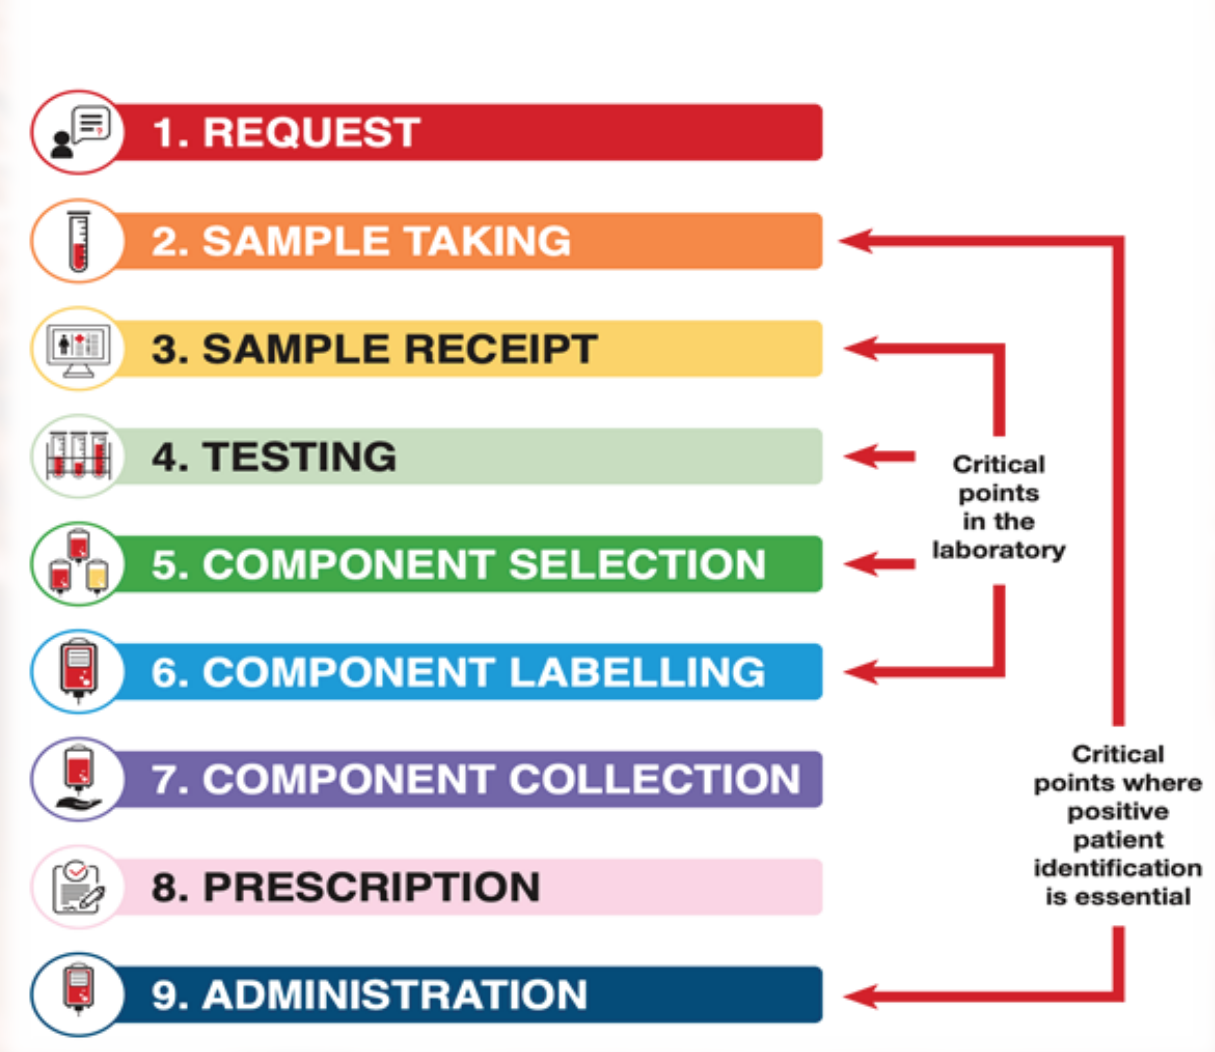 1. REQUEST
2. SAMPLE TAKING
3. SAMPLE RECEIPT
4. TESTING
5. COMPONENT SELECTION
6. COMPONENT LABELLING
7. COMPONENT COLLECTION
8. PRESCRIPTION
9. ADMINISTRATION
Critical
points
in the
laboratory
Critical
points where
positive
patient
identification
is essential